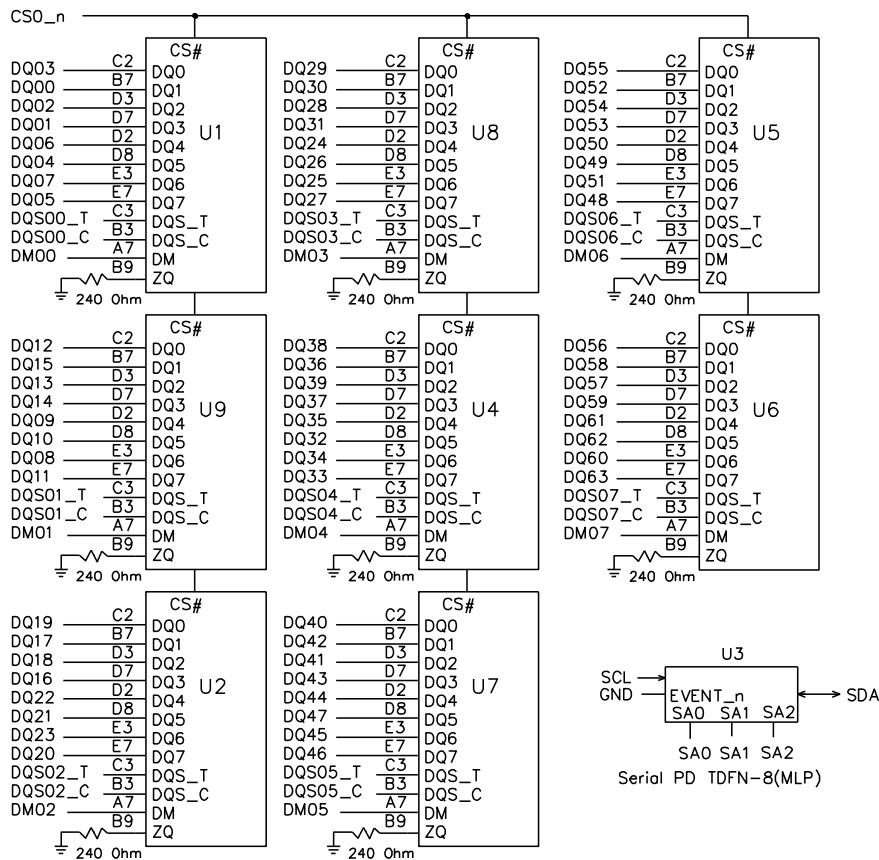 CS0_n
CS#
DQ03 C2 DQ0
DQ00 B7 DQ1
DQ02 D3 DQ2
DQ01 D7 DQ3
U1
DQ06 D2 DQ4
DQ04 D8 DQ5
DQ07 E3 DQ6
DQ05 E7 DQ7
DQS00_T C3 DQS_T
DQS00_C B3 DQS_C
DM00 A7 DM
B9 ZQ
240 Ohm
CS#
DQ29 C2 DQ0
DQ30 B7 DQ1
DQ28 D3 DQ2
DQ31 D7 DQ3
U8
DQ24 D2 DQ4
DQ26 D8 DQ5
DQ25 E3 DQ6
DQ27 E7 DQ7
DQS03_T C3 DQS_T
DQS03_C B3 DQS_C
DM03 A7 DM
B9 ZQ
240 Ohm
CS#
DQ55 C2 DQ0
DQ52 B7 DQ1
DQ54 D3 DQ2
DQ53 D7 DQ3
U5
DQ50 D2 DQ4
DQ49 D8 DQ5
DQ51 E3 DQ6
DQ48 E7 DQ7
DQS06_T C3 DQS_T
DQS06_C B3 DQS_C
DM06 A7 DM
B9 ZQ
240 Ohm
CS#
DQ12 C2 DQ0
DQ15 B7 DQ1
DQ13 D3 DQ2
DQ14 D7 DQ3
U9
DQ09 D2 DQ4
DQ10 D8 DQ5
DQ08 E3 DQ6
DQ11 E7 DQ7
DQS01_T C3 DQS_T
DQS01_C B3 DQS_C
DM01 A7 DM
B9 ZQ
240 Ohm
CS#
DQ38 C2 DQ0
DQ36 B7 DQ1
DQ39 D3 DQ2
DQ37 D7 DQ3
U4
DQ35 D2 DQ4
DQ32 D8 DQ5
DQ34 E3 DQ6
DQ33 E7 DQ7
DQS04_T C3 DQS_T
DQS04_C B3 DQS_C
DM04 A7 DM
B9 ZQ
240 Ohm
CS#
DQ56 C2 DQ0
DQ58 B7 DQ1
DQ57 D3 DQ2
DQ59 D7 DQ3
U6
DQ61 D2 DQ4
DQ62 D8 DQ5
DQ60 E3 DQ6
DQ63 E7 DQ7
DQS07_T C3 DQS_T
DQS07_C B3 DQS_C
DM07 A7 DM
B9 ZQ
240 Ohm
CS#
DQ19 C2 DQ0
DQ17 B7 DQ1
DQ18 D3 DQ2
DQ16 D7 DQ3
U2
DQ22 D2 DQ4
DQ21 D8 DQ5
DQ23 E3 DQ6
DQ20 E7 DQ7
DQS02_T C3 DQS_T
DQS02_C B3 DQS_C
DM02 A7 DM
B9 ZQ
240 Ohm
CS#
DQ40 C2 DQ0
DQ42 B7 DQ1
DQ41 D3 DQ2
DQ43 D7 DQ3
U7
DQ44 D2 DQ4
DQ47 D8 DQ5
DQ45 E3 DQ6
DQ46 E7 DQ7
DQS05_T C3 DQS_T
DQS05_C B3 DQS_C
DM05 A7 DM
B9 ZQ
240 Ohm
U3
SCL
GND EVENT_n SDA
SA0 SA1 SA2
SA0 SA1 SA2
Serial PD TDFN-8(MLP)